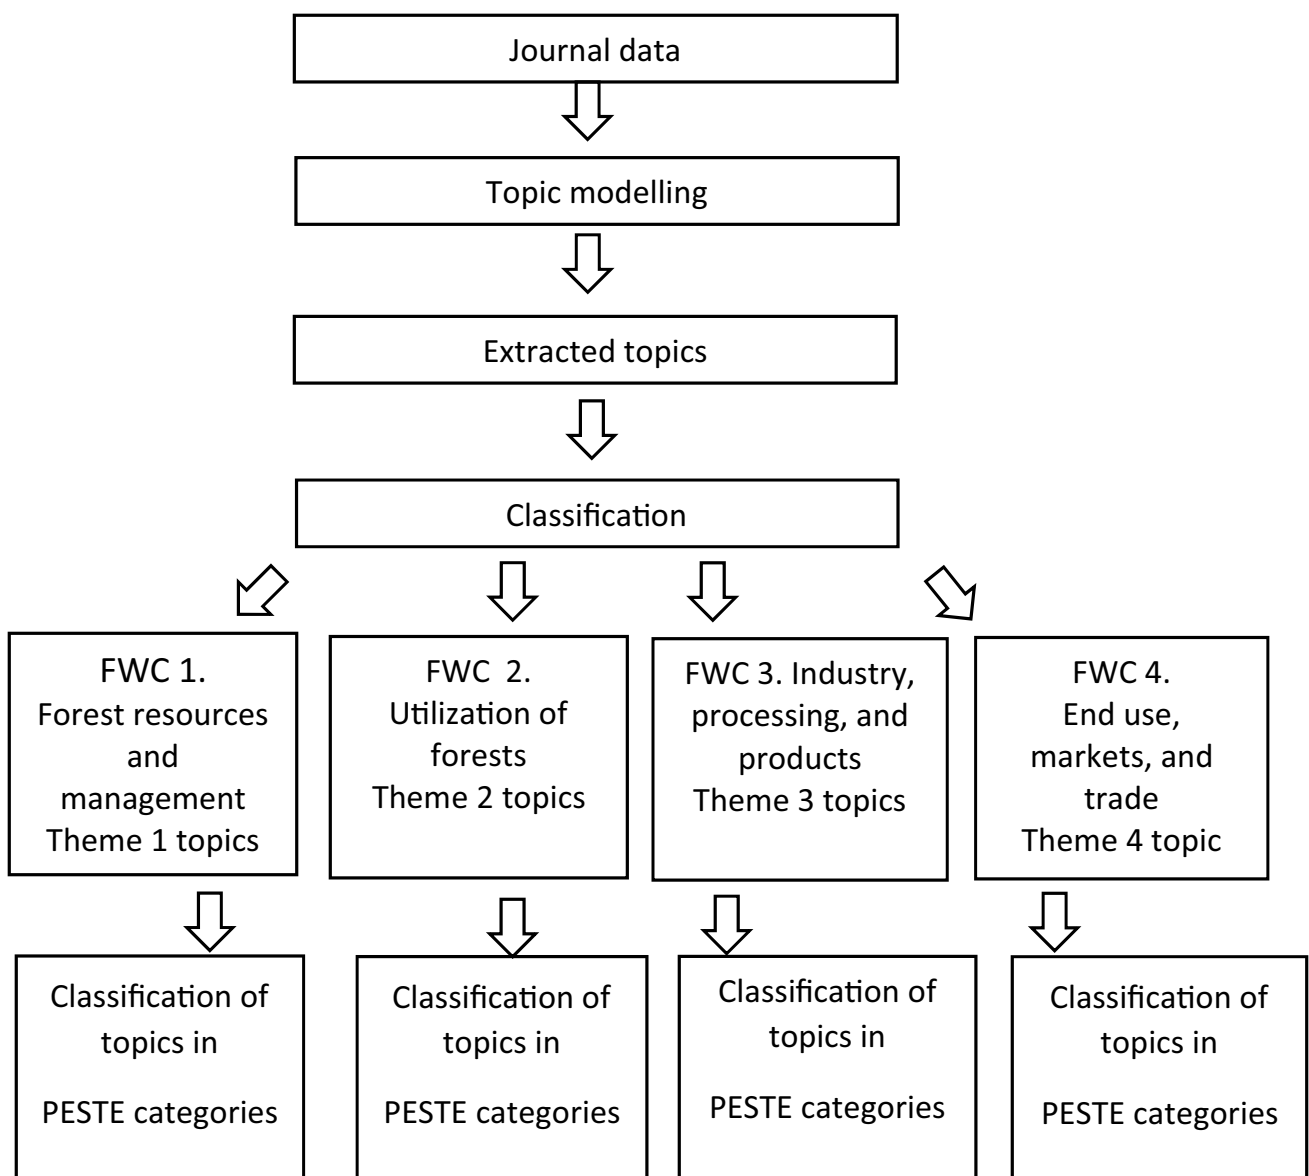 Journal data
Topic modelling
Extracted topics
Classification
FWC 1.
Forest resources
and
management
Theme 1 topics
FWC 2.
Utilization of
forests
Theme 2 topics
FWC 3. Industry,
processing, and
products
Theme 3 topics
FWC 4.
End use,
markets, and
trade
Theme 4 topic
Classification of
topics in
PESTE categories
Classification of
topics in
PESTE categories
Classification of
topics in
PESTE categories
Classification of
topics in
PESTE categories